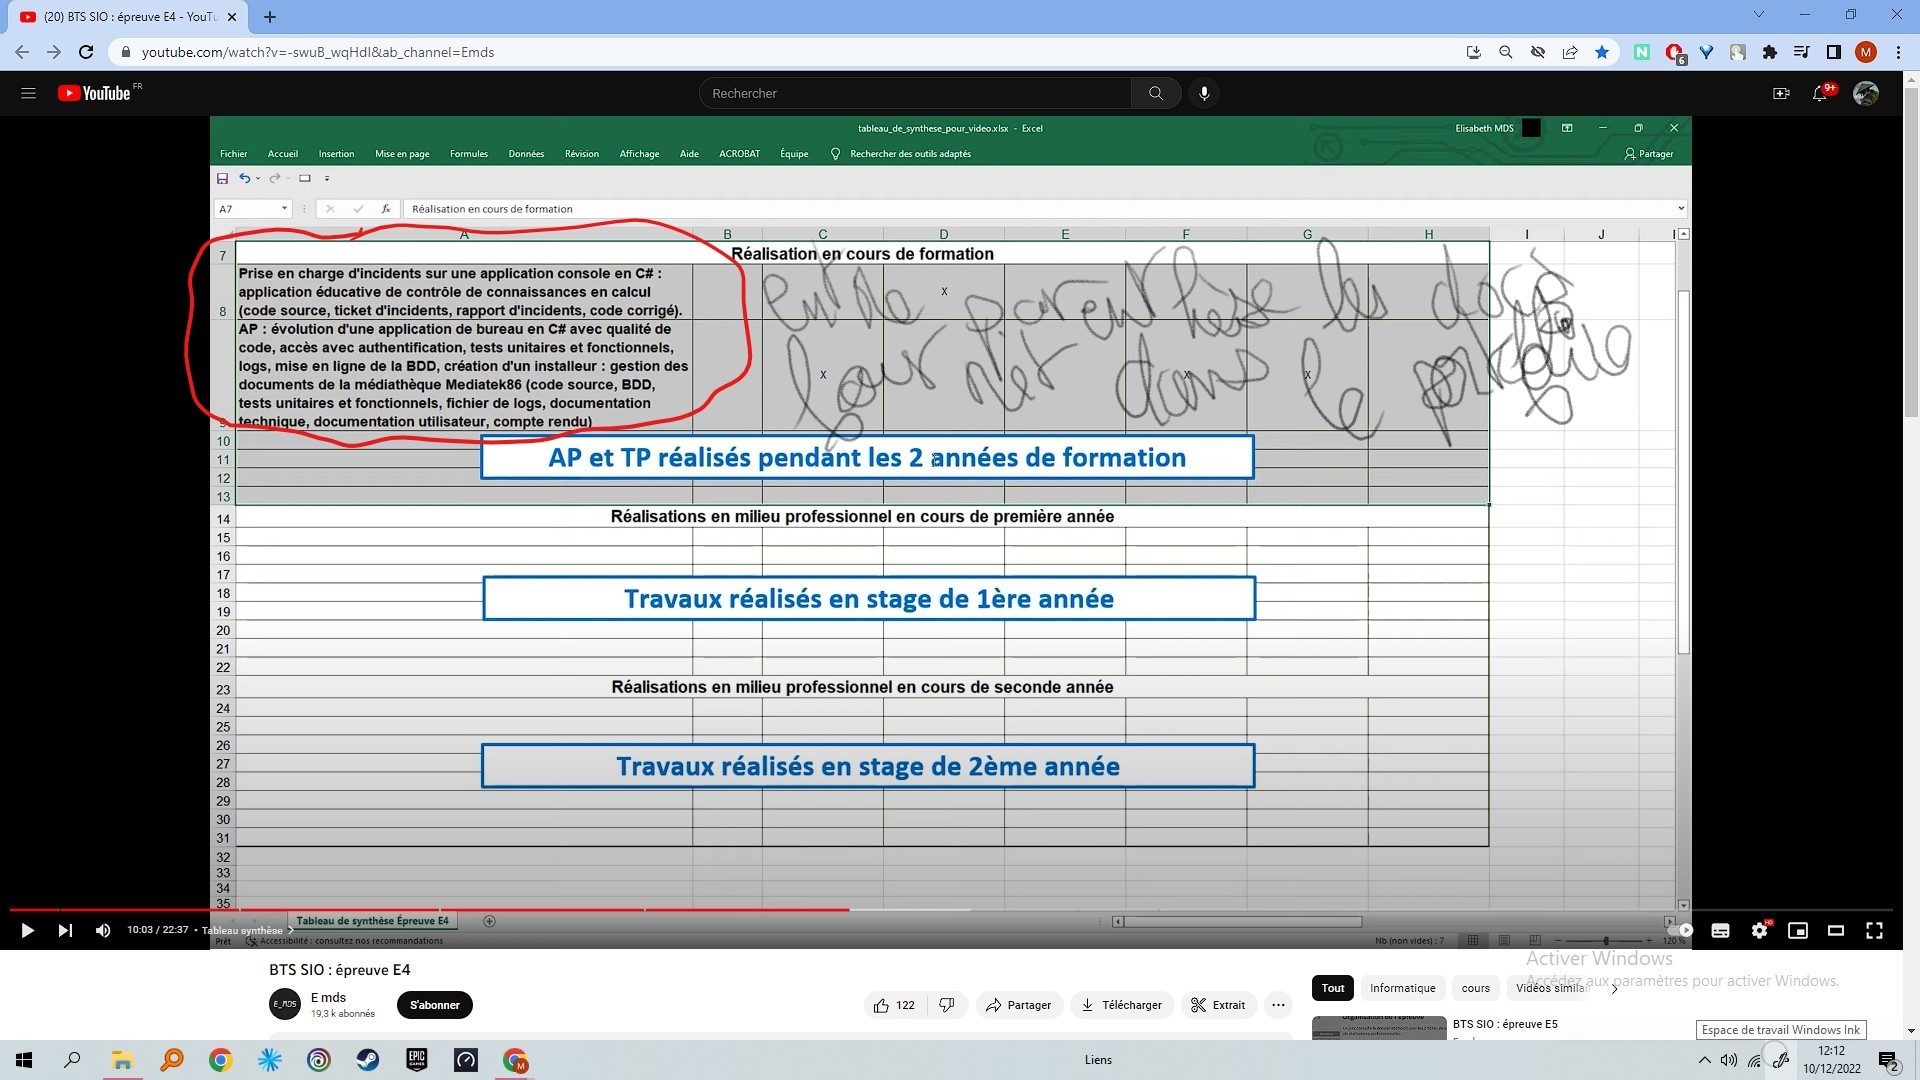 (20) BTS SIO : épreuve E4 - YouTu
youtube.com/watch?v=-swuB_wqHdI&ab_channel=Emds
6
M
YouTube FR
Rechercher
9+
tableau_de_synthese_pour_video.xlsx - Excel
Elisabeth MDS
Fichier Accueil Insertion Mise en page Formules Données Révision Affichage Aide ACROBAT Équipe Rechercher des outils adaptés
Partager
A7
fx
Réalisation en cours de formation
A B C D E F G H I J
7 Réalisation en cours de formation
Prise en charge d'incidents sur une application console en C# :
application éducative de contrôle de connaissances en calcul
8 (code source, ticket d'incidents, rapport d'incidents, code corrigé).
X
AP : évolution d'une application de bureau en C# avec qualité de
code, accès avec authentification, tests unitaires et fonctionnels,
logs, mise en ligne de la BDD, création d'un installeur : gestion des
documents de la médiathèque Mediatek86 (code source, BDD,
tests unitaires et fonctionnels, fichier de logs, documentation
9 technique, documentation utilisateur, compte rendu)
X X X
entre parenthèse les docs
dans le
10
11 AP et TP réalisés pendant les 2 années de formation
12
13
14 Réalisations en milieu professionnel en cours de première année
15
16
17
18 Travaux réalisés en stage de 1ère année
19
20
21
22
23 Réalisations en milieu professionnel en cours de seconde année
24
25
26
27 Travaux réalisés en stage de 2ème année
28
29
30
31
32
33
34
35
Tableau de synthèse Épreuve E4
10:03 / 22:37 • Tableau synthèse
Prêt Accessibilité : consultez nos recommandations
Nb (non vides) : 7
120 %
HD
Activer Windows
Accédez aux paramètres pour activer Windows.
BTS SIO : épreuve E4
E_MDS
E mds
19,3 k abonnés
S'abonner
122
Partager
Télécharger
Extrait
Tout Informatique cours Vidéos simila
BTS SIO : épreuve E5
Espace de travail Windows Ink
EPIC GAMES
M
Liens
12:12
10/12/2022
2